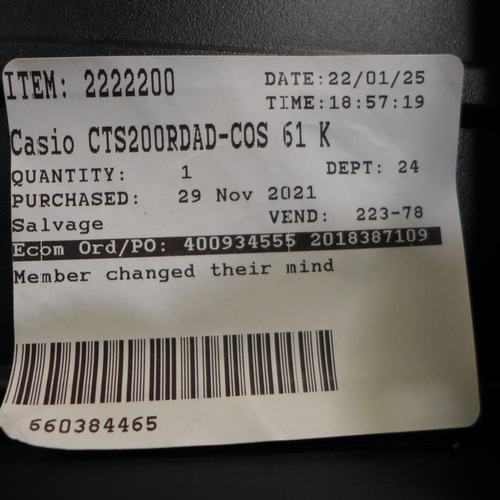 ITEM: 2222200
DATE:22/01/25
TIME:18:57:19
Casio CTS200RDAD-COS 61 K
QUANTITY: 1 DEPT: 24
PURCHASED: 29 Nov 2021
Salvage VEND: 223-78
Ecom Ord/PO: 400934555 2018387109
Member changed their mind
660384465